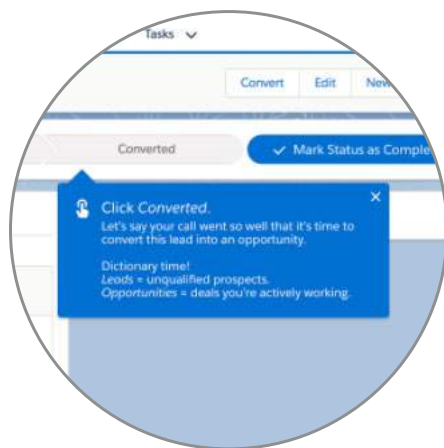 Tasks
Convert Edit New
Converted
Mark Status as Comple
Click Converted.
Let's say your call went so well that it's time to
convert this lead into an opportunity.
Dictionary time!
Leads = unqualified prospects.
Opportunities = deals you're actively working.